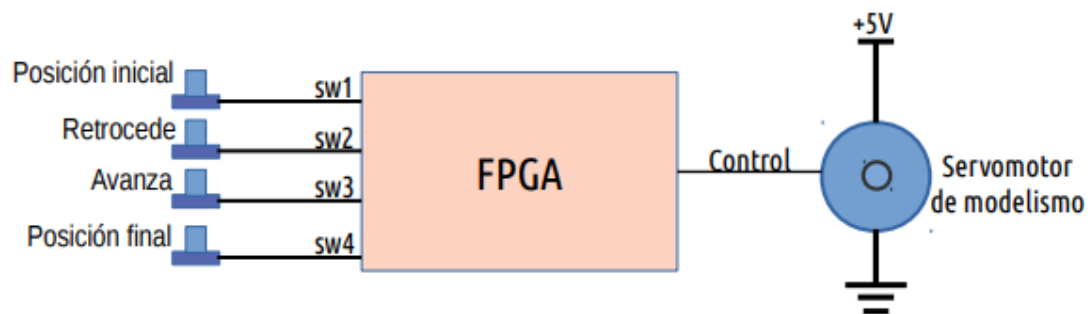 +5V
Posición inicial
sw1
Retrocede
sw2
Avanza
sw3
Posición final
sw4
FPGA
Control
Servomotor
de modelismo